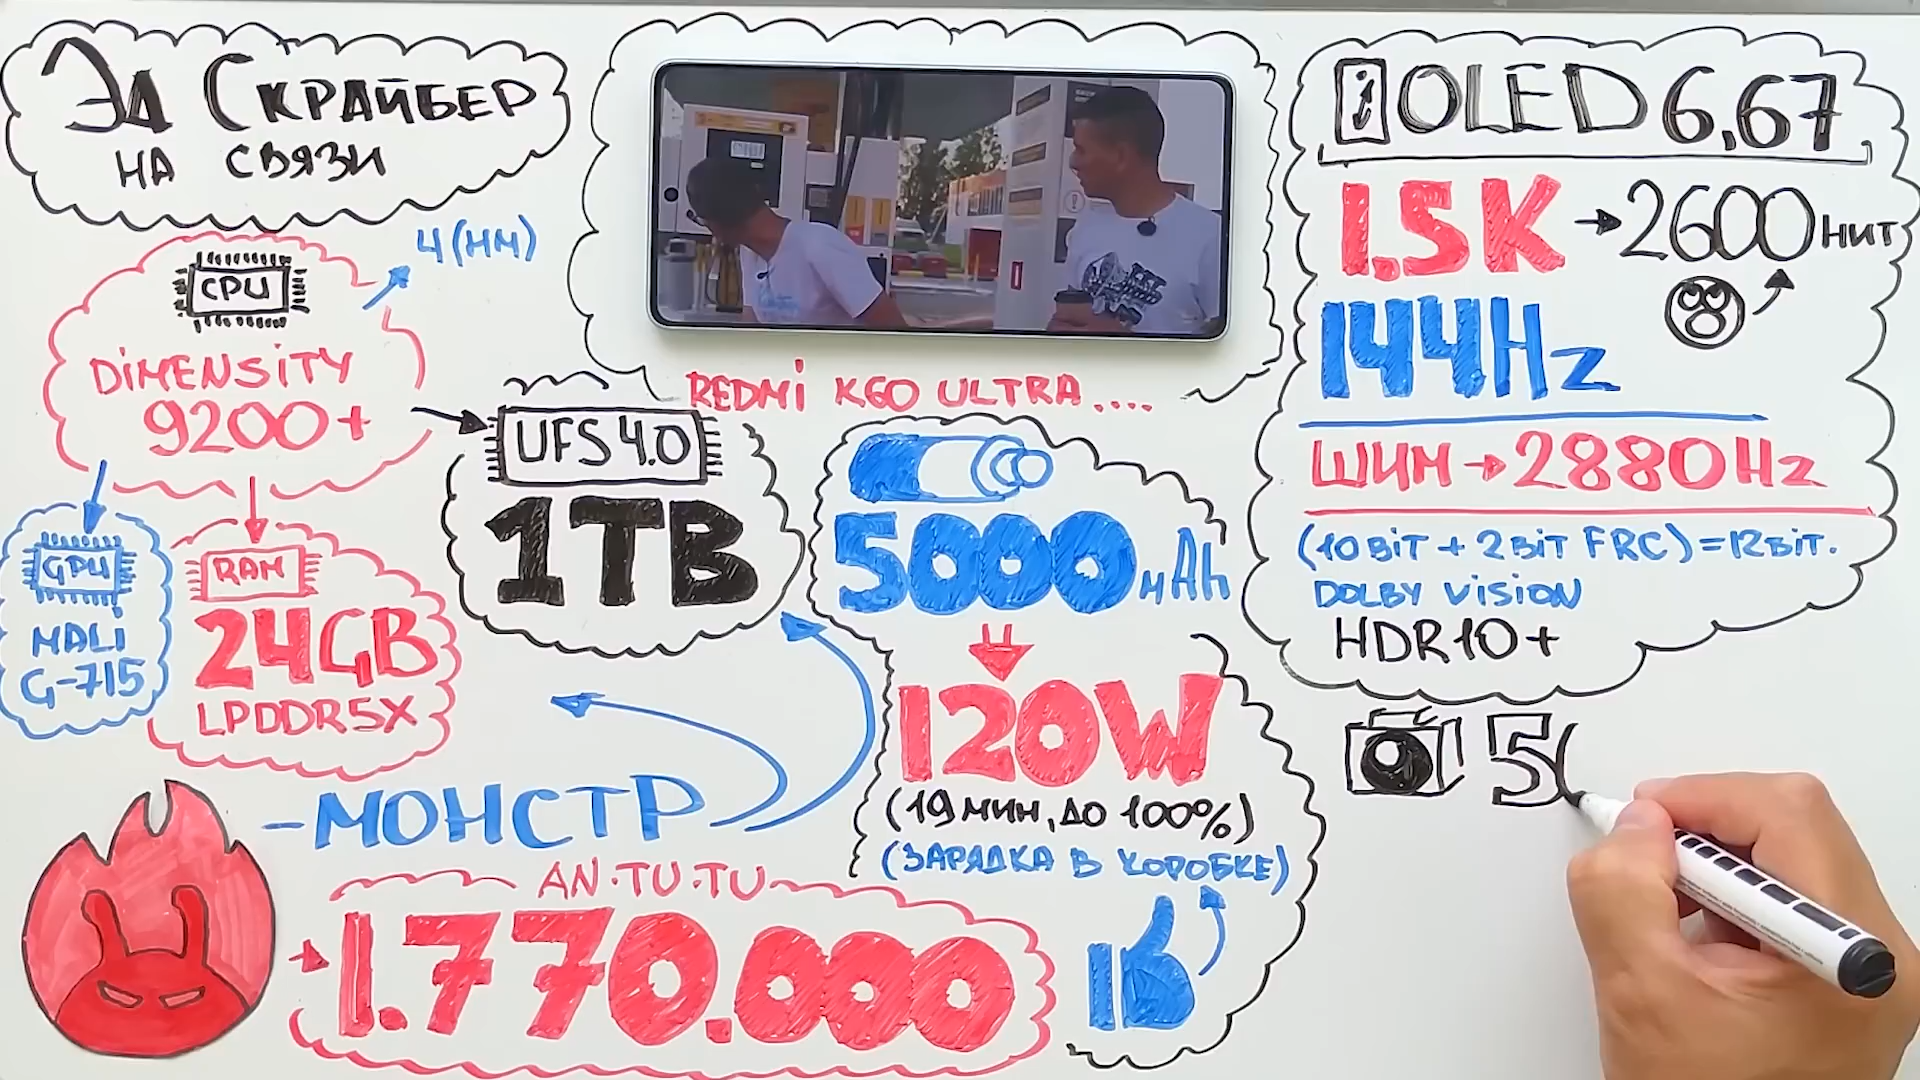 Эд Скрайбер
на связи
CPU
4(нм)
Dimensity
9200+
GPU
Mali
G-715
RAM
24GB
LPDDR5X
UFS 4.0
1TB
Redmi K60 Ultra....
5000 мAh
120W
(19 мин, до 100%)
(зарядка в коробке)
-Монстр
An·Tu·Tu
1.770.000
OLED 6,67
1.5K → 2600 нит
144Hz
ШИМ → 2880Hz
(10 Bit + 2 Bit FRC) = 12 Bit.
Dolby Vision
HDR10+
5(